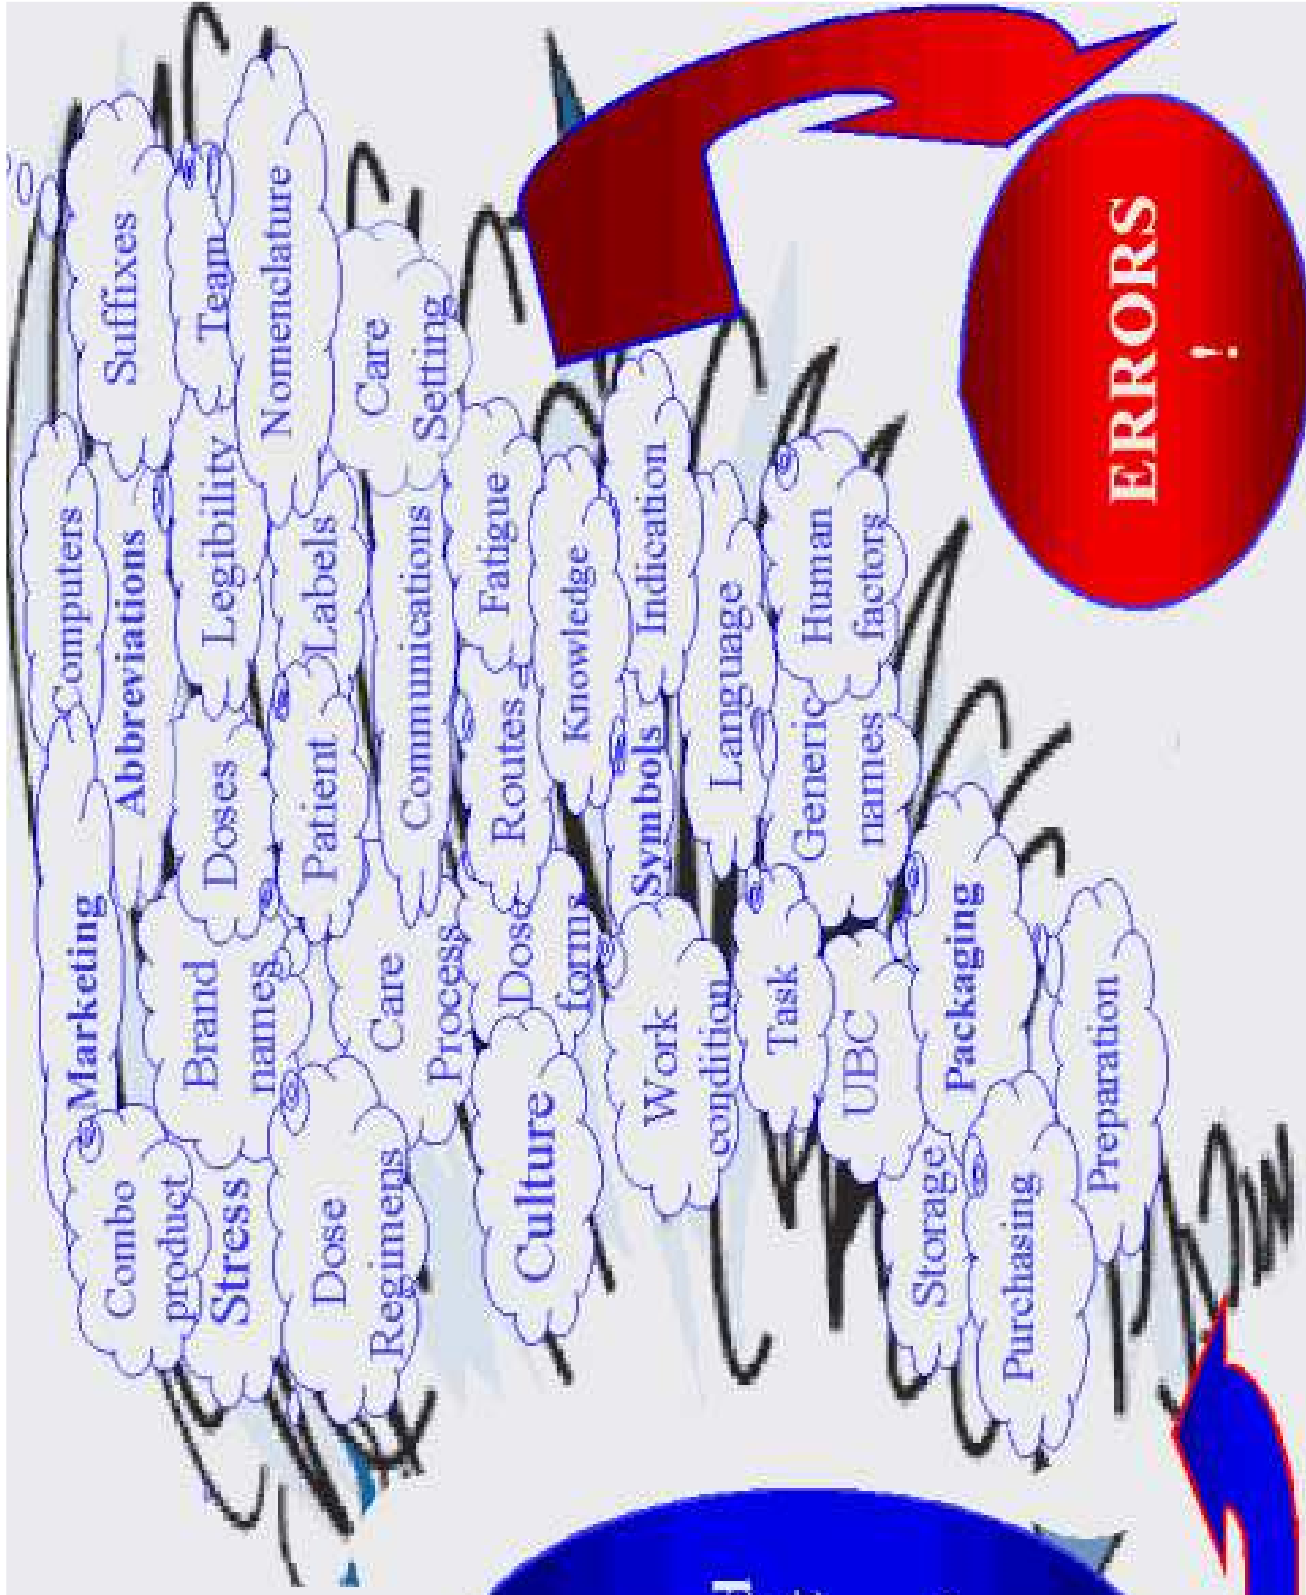 Marketing
Computers
Combo
product
Abbreviations
Suffixes
Stress
Brand
names
Doses
Legibility
Team
Dose
Regimens
Patient
Labels
Nomenclature
Care
Process
Communications
Care
Setting
Culture
Dose
forms
Routes
Fatigue
Knowledge
Work
condition
Symbols
Indication
Task
Language
UBC
Generic
names
Human
factors
Storage
Packaging
Purchasing
Preparation
ERRORS
!